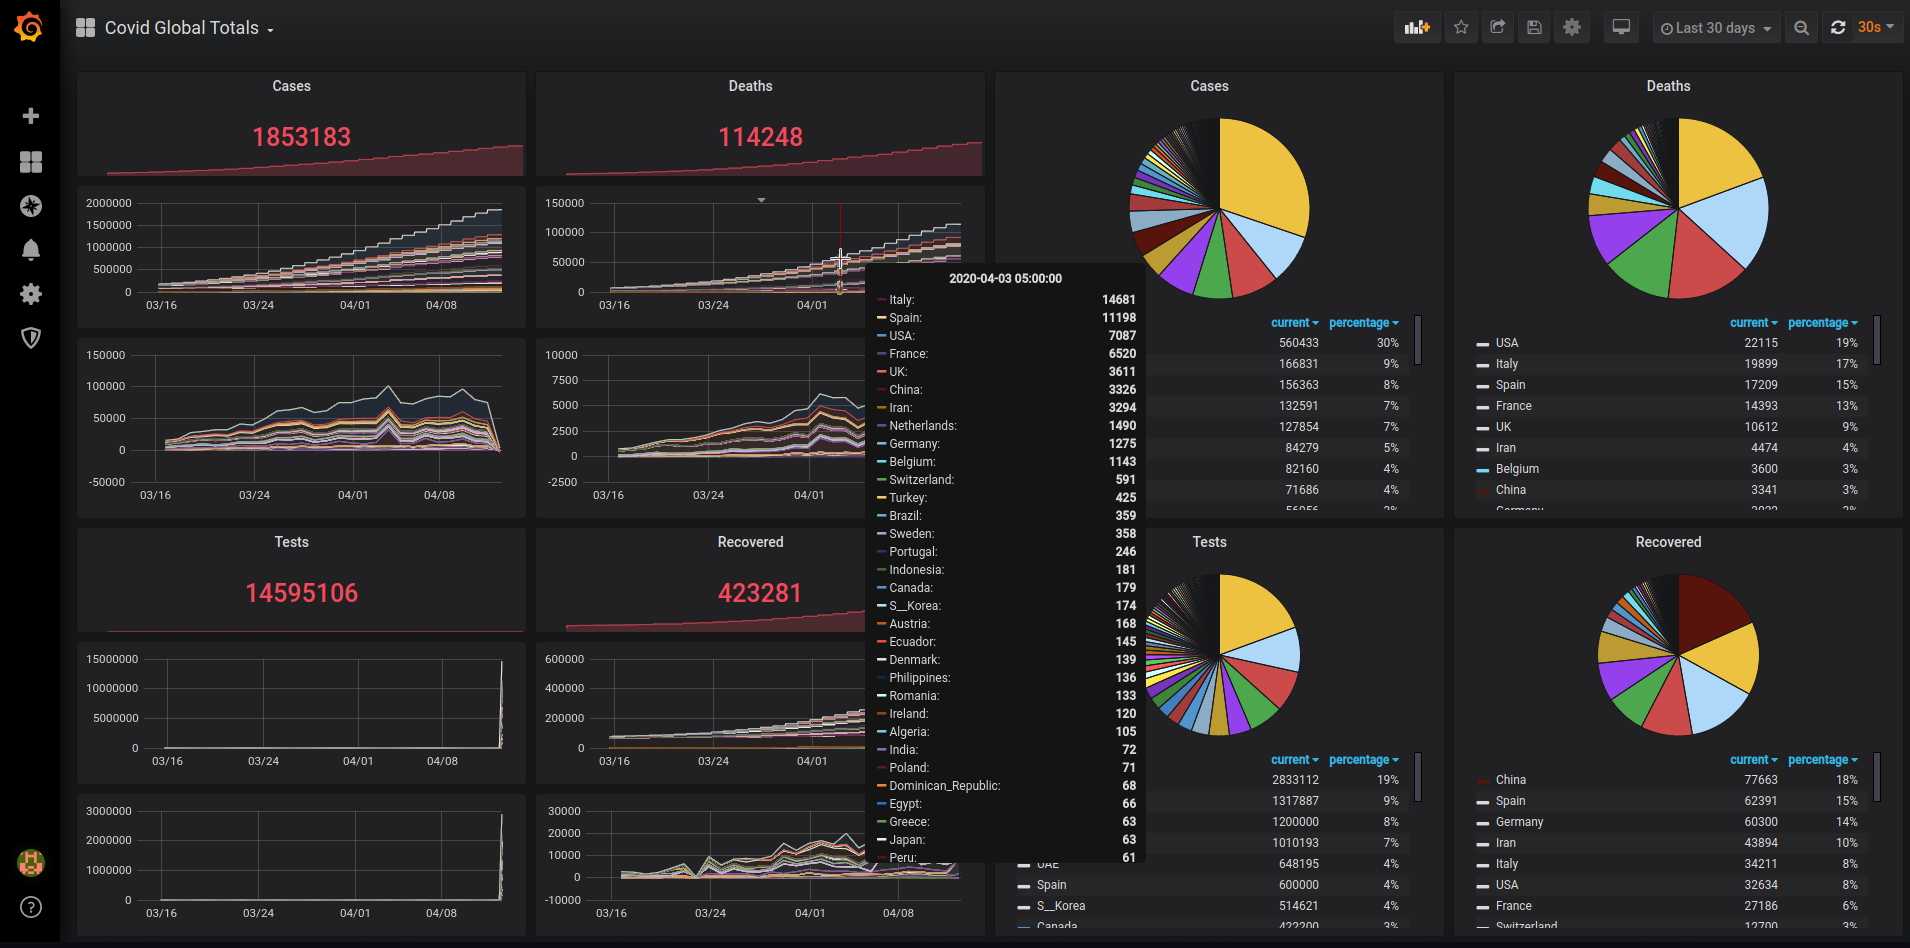 Covid Global Totals
Last 30 days
30s
Cases
1853183
Deaths
114248
Cases
Deaths
2000000
1500000
1000000
500000
0
03/16 03/24 04/01 04/08
150000
100000
50000
0
03/16 03/24 04/01
150000
100000
50000
0
-50000
03/16 03/24 04/01 04/08
10000
7500
5000
2500
0
-2500
03/16 03/24 04/01
2020-04-03 05:00:00
Italy: 14681
Spain: 11198
USA: 7087
France: 6520
UK: 3611
China: 3326
Iran: 3294
Netherlands: 1490
Germany: 1275
Belgium: 1143
Switzerland: 591
Turkey: 425
Brazil: 359
Sweden: 358
Portugal: 246
Indonesia: 181
Canada: 179
S__Korea: 174
Austria: 168
Ecuador: 145
Denmark: 139
Philippines: 136
Romania: 133
Ireland: 120
Algeria: 105
India: 72
Poland: 71
Dominican_Republic: 68
Egypt: 66
Greece: 63
Japan: 63
Peru: 61
current percentage
560433 30%
166831 9%
156363 8%
132591 7%
127854 7%
84279 5%
82160 4%
71686 4%
current percentage
USA 22115 19%
Italy 19899 17%
Spain 17209 15%
France 14393 13%
UK 10612 9%
Iran 4474 4%
Belgium 3600 3%
China 3341 3%
Tests
14595106
Recovered
423281
Tests
Recovered
15000000
10000000
5000000
0
03/16 03/24 04/01 04/08
600000
400000
200000
0
03/16 03/24 04/01
3000000
2000000
1000000
0
03/16 03/24 04/01 04/08
30000
20000
10000
0
-10000
03/16 03/24 04/01 04/08
current percentage
2833112 19%
1317887 9%
1200000 8%
1010193 7%
UAE 648195 4%
Spain 600000 4%
S__Korea 514621 4%
Canada 422200 3%
current percentage
China 77663 18%
Spain 62391 15%
Germany 60300 14%
Iran 43894 10%
Italy 34211 8%
USA 32634 8%
France 27186 6%
Switzerland 12700 3%